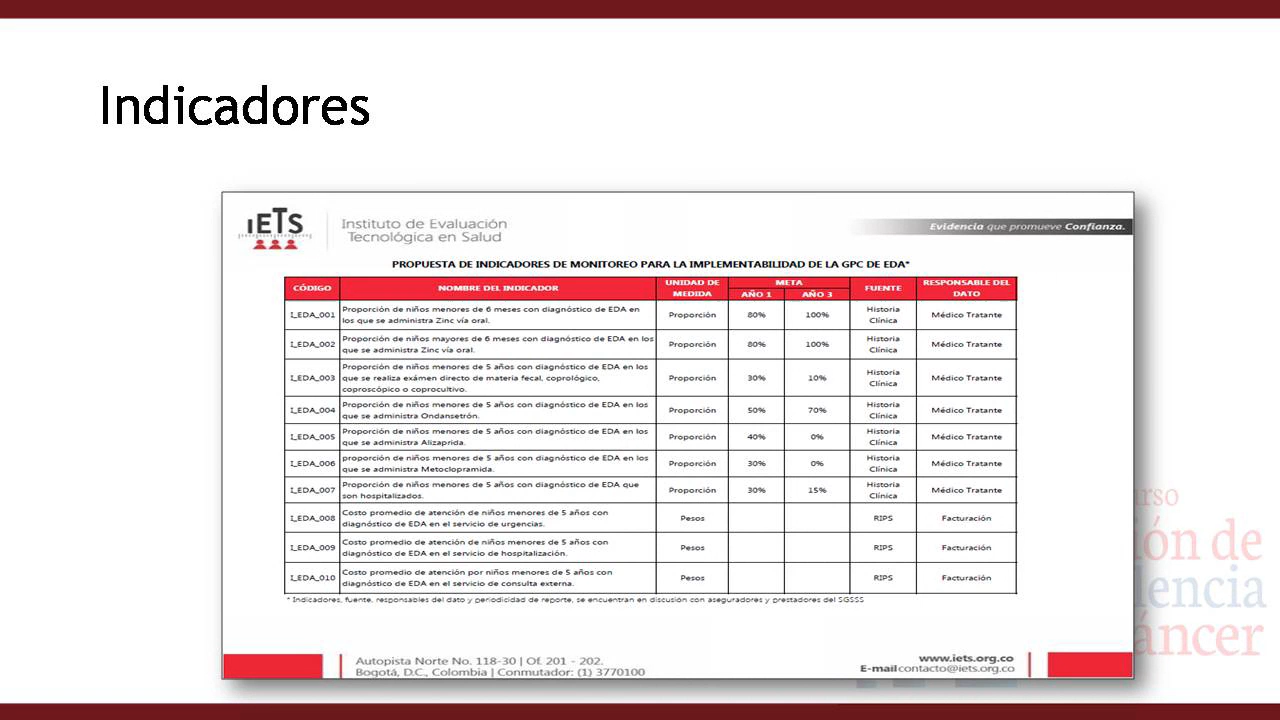 Indicadores
IETS
Instituto de Evaluación
Tecnológica en Salud
Evidencia que promueve Confianza.
PROPUESTA DE INDICADORES DE MONITOREO PARA LA IMPLEMENTABILIDAD DE LA GPC DE EDA*
CÓDIGO NOMBRE DEL INDICADOR UNIDAD DE MEDIDA META AÑO 1 AÑO 3 FUENTE RESPONSABLE DEL DATO
I_EDA_001 Proporción de niños menores de 6 meses con diagnóstico de EDA en
los que se administra Zinc vía oral. Proporción 80% 100% Historia Clínica Médico Tratante
I_EDA_002 Proporción de niños mayores de 6 meses con diagnóstico de EDA en los
que se administra Zinc vía oral. Proporción 80% 100% Historia Clínica Médico Tratante
I_EDA_003 Proporción de niños menores de 5 años con diagnóstico de EDA en los
que se realiza exámen directo de materia fecal, coprológico,
coproscópico o coprocultivo. Proporción 30% 10% Historia Clínica Médico Tratante
I_EDA_004 Proporción de niños menores de 5 años con diagnóstico de EDA en los
que se administra Ondansetrón. Proporción 50% 70% Historia Clínica Médico Tratante
I_EDA_005 Proporción de niños menores de 5 años con diagnóstico de EDA en los
que se administra Alizaprida. Proporción 40% 0% Historia Clínica Médico Tratante
I_EDA_006 proporción de niños menores de 5 años con diagnóstico de EDA en los
que se administra Metoclopramida. Proporción 30% 0% Historia Clínica Médico Tratante
I_EDA_007 Proporción de niños menores de 5 años con diagnóstico de EDA que
son hospitalizados. Proporción 30% 15% Historia Clínica Médico Tratante
I_EDA_008 Costo promedio de atención de niños menores de 5 años con
diagnóstico de EDA en el servicio de urgencias. Pesos RIPS Facturación
I_EDA_009 Costo promedio de atención de niños menores de 5 años con
diagnóstico de EDA en el servicio de hospitalización. Pesos RIPS Facturación
I_EDA_010 Costo promedio de atención por niños menores de 5 años con
diagnóstico de EDA en el servicio de consulta externa. Pesos RIPS Facturación
* Indicadores, fuente, responsables del dato y periodicidad de reporte, se encuentran en discusión con aseguradores y prestadores del SGSSS
Autopista Norte No. 118-30 | Of. 201 - 202.
Bogotá, D.C., Colombia | Conmutador: (1) 3770100
www.iets.org.co
E-mail contacto@iets.org.co
urso
ión de
lencia
áncer